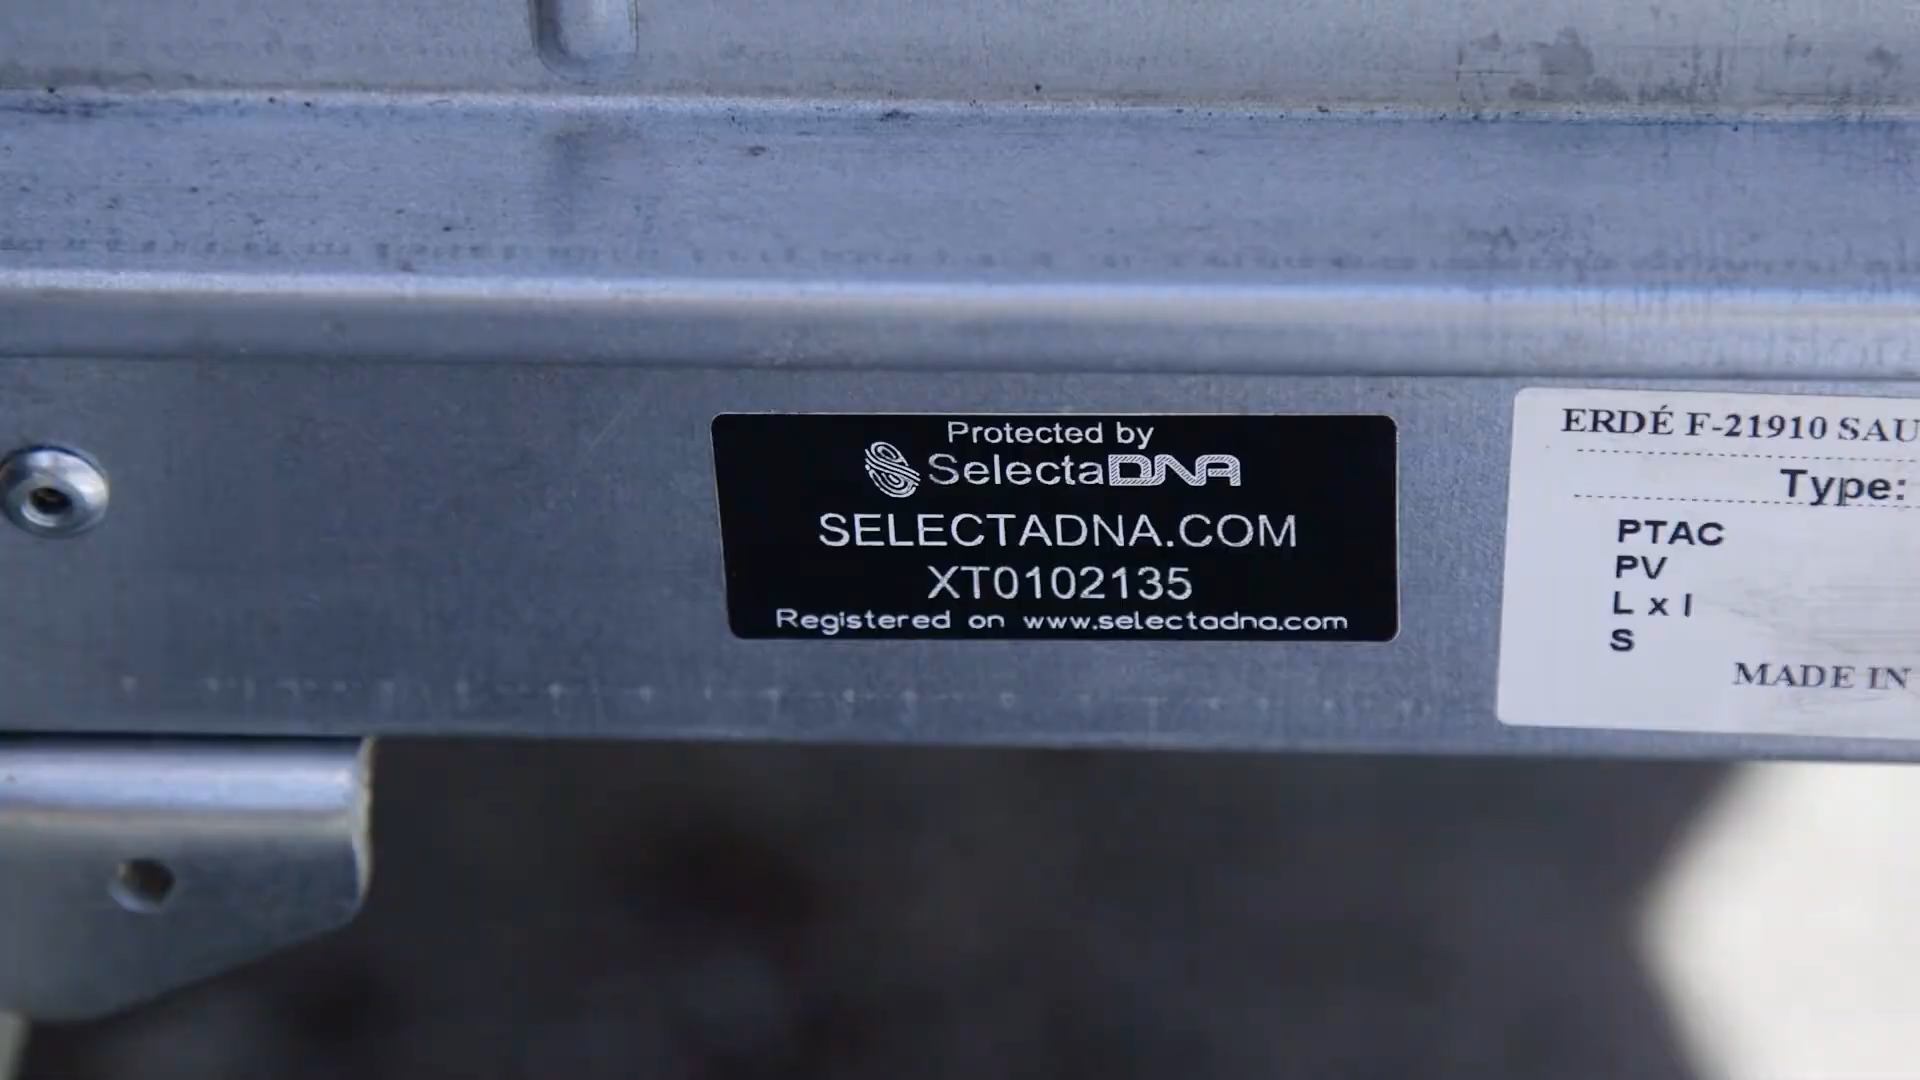 Protected by
SelectaDNA
SELECTADNA.COM
XT0102135
Registered on www.selectadna.com
ERDÉ F-21910 SAU
Type:
PTAC
PV
L x l
S
MADE IN